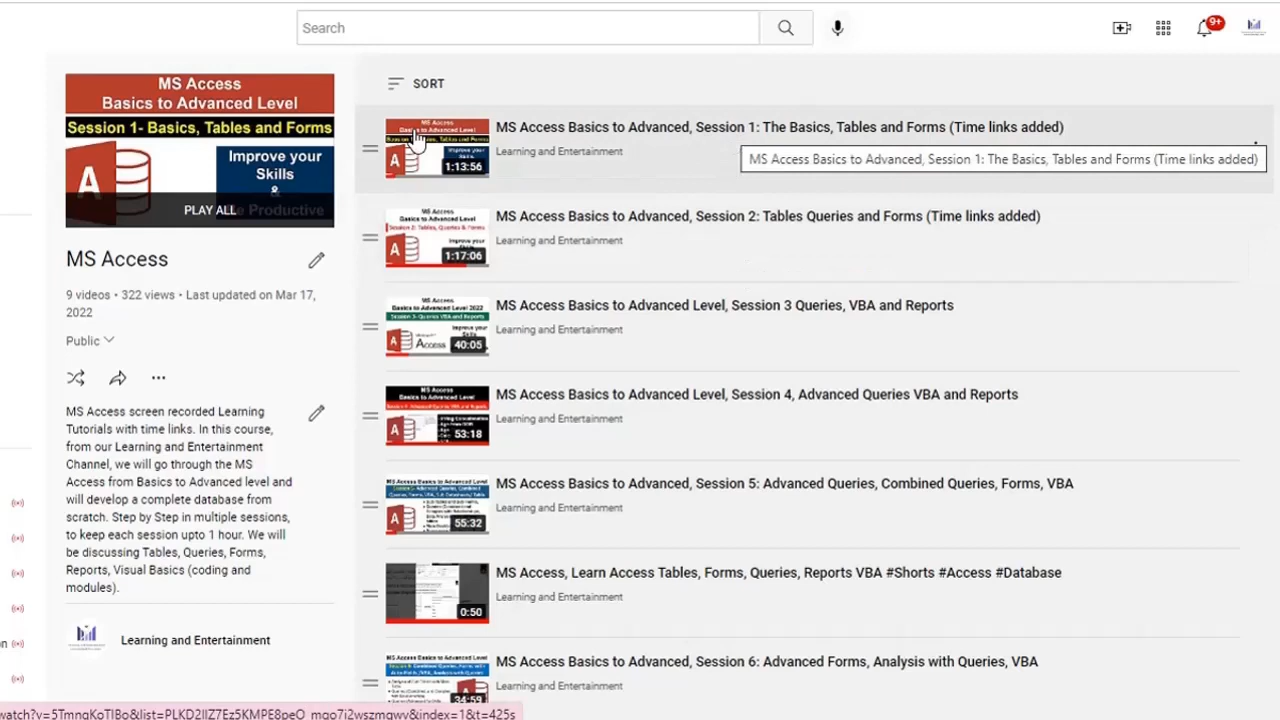 Search
9+
MS Access
Basics to Advanced Level
Session 1- Basics, Tables and Forms
Improve your
Skills
&
Be Productive
PLAY ALL
MS Access
9 videos • 322 views • Last updated on Mar 17,
2022
Public
MS Access screen recorded Learning
Tutorials with time links. In this course,
from our Learning and Entertainment
Channel, we will go through the MS
Access from Basics to Advanced level and
will develop a complete database from
scratch. Step by Step in multiple sessions,
to keep each session upto 1 hour. We will
be discussing Tables, Queries, Forms,
Reports, Visual Basics (coding and
modules).
Learning and Entertainment
SORT
MS Access Basics to Advanced, Session 1: The Basics,Tables and Forms (Time links added)
Learning and Entertainment
MS Access Basics to Advanced, Session 1: The Basics, Tables and Forms (Time links added)
1:13:56
MS Access Basics to Advanced, Session 2: Tables Queries and Forms (Time links added)
Learning and Entertainment
1:17:06
MS Access Basics to Advanced Level, Session 3 Queries, VBA and Reports
Learning and Entertainment
40:05
MS Access Basics to Advanced Level, Session 4, Advanced Queries VBA and Reports
Learning and Entertainment
53:18
MS Access Basics to Advanced, Session 5: Advanced Queries Combined Queries, Forms, VBA
Learning and Entertainment
55:32
MS Access, Learn Access Tables, Forms, Queries, Reports VBA #Shorts #Access #Database
Learning and Entertainment
0:50
MS Access Basics to Advanced, Session 6: Advanced Forms, Analysis with Queries, VBA
Learning and Entertainment
34:59